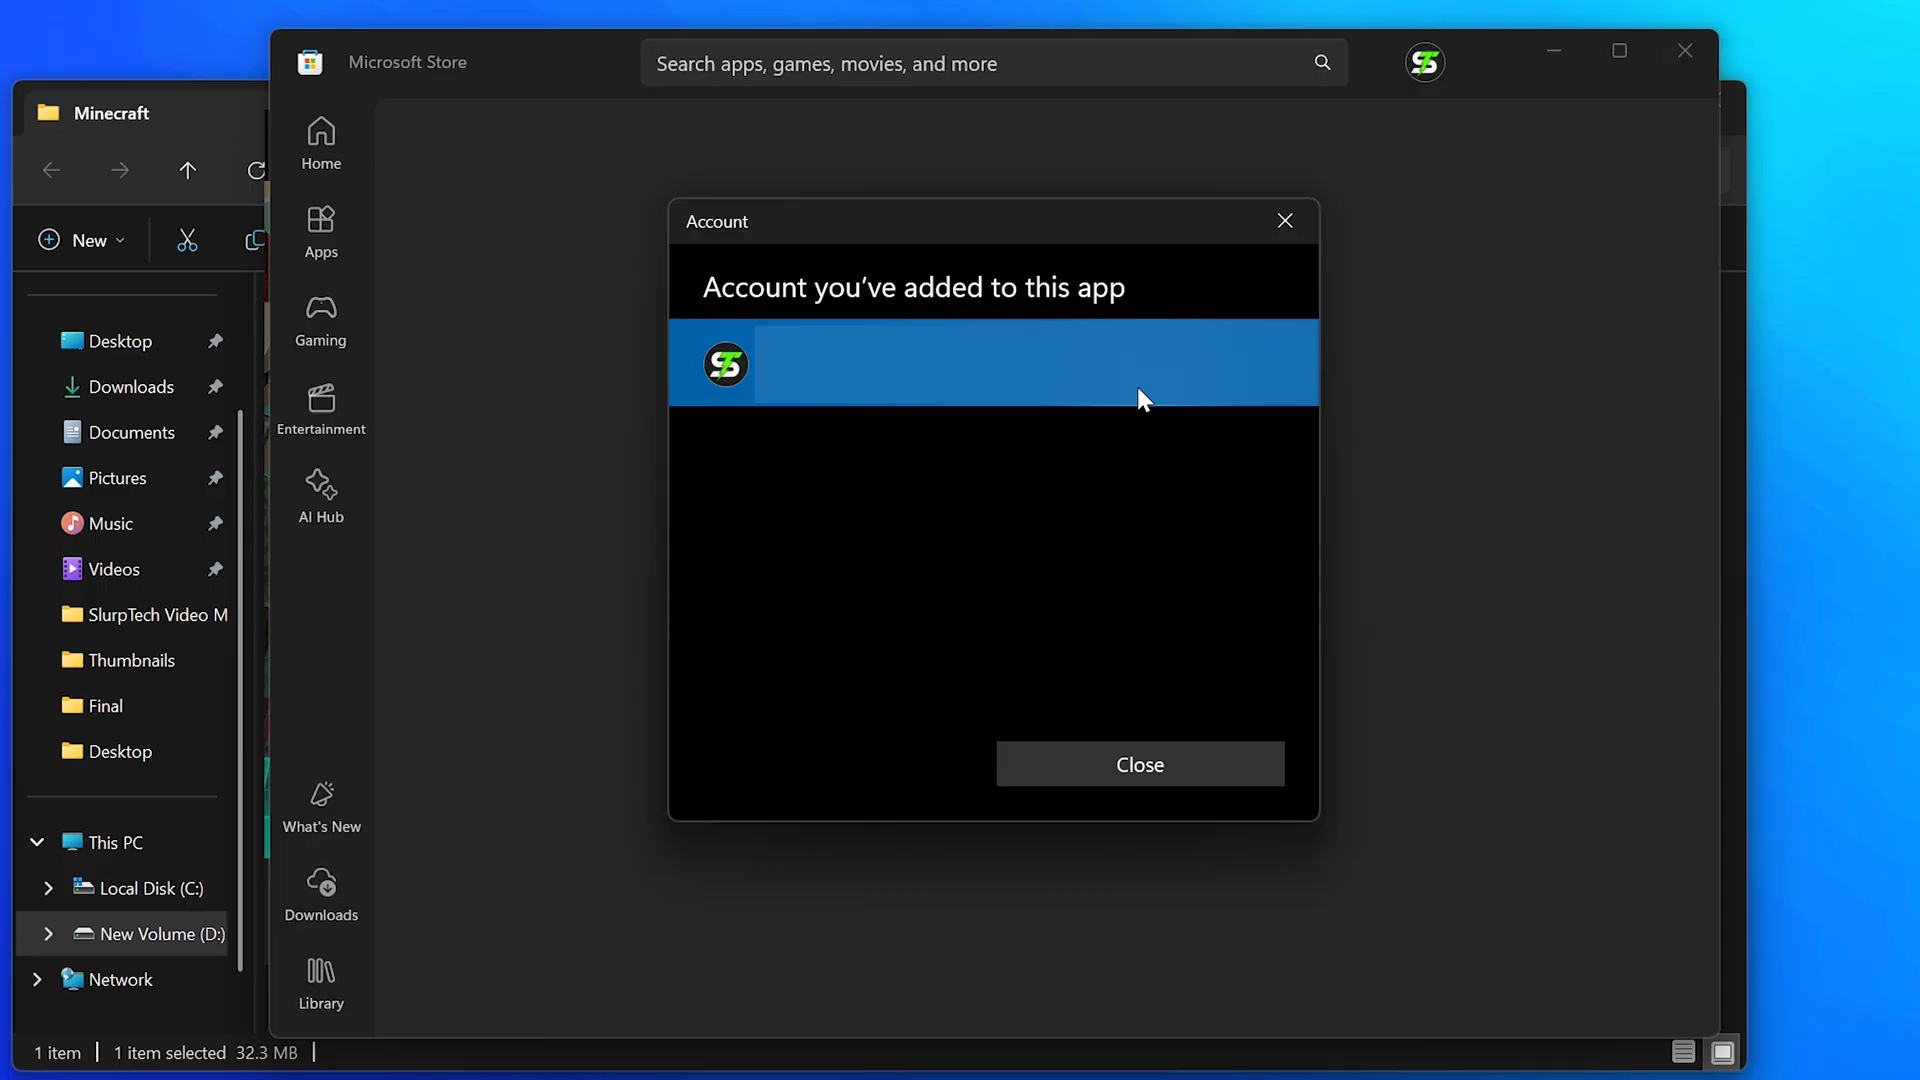 Microsoft Store
Search apps, games, movies, and more
Minecraft
New
Desktop
Downloads
Documents
Pictures
Music
Videos
SlurpTech Video M
Thumbnails
Final
Desktop
This PC
Local Disk (C:)
New Volume (D:)
Network
1 item
1 item selected 32.3 MB
Home
Apps
Gaming
Entertainment
AI Hub
What's New
Downloads
Library
Account
Account you've added to this app
Close